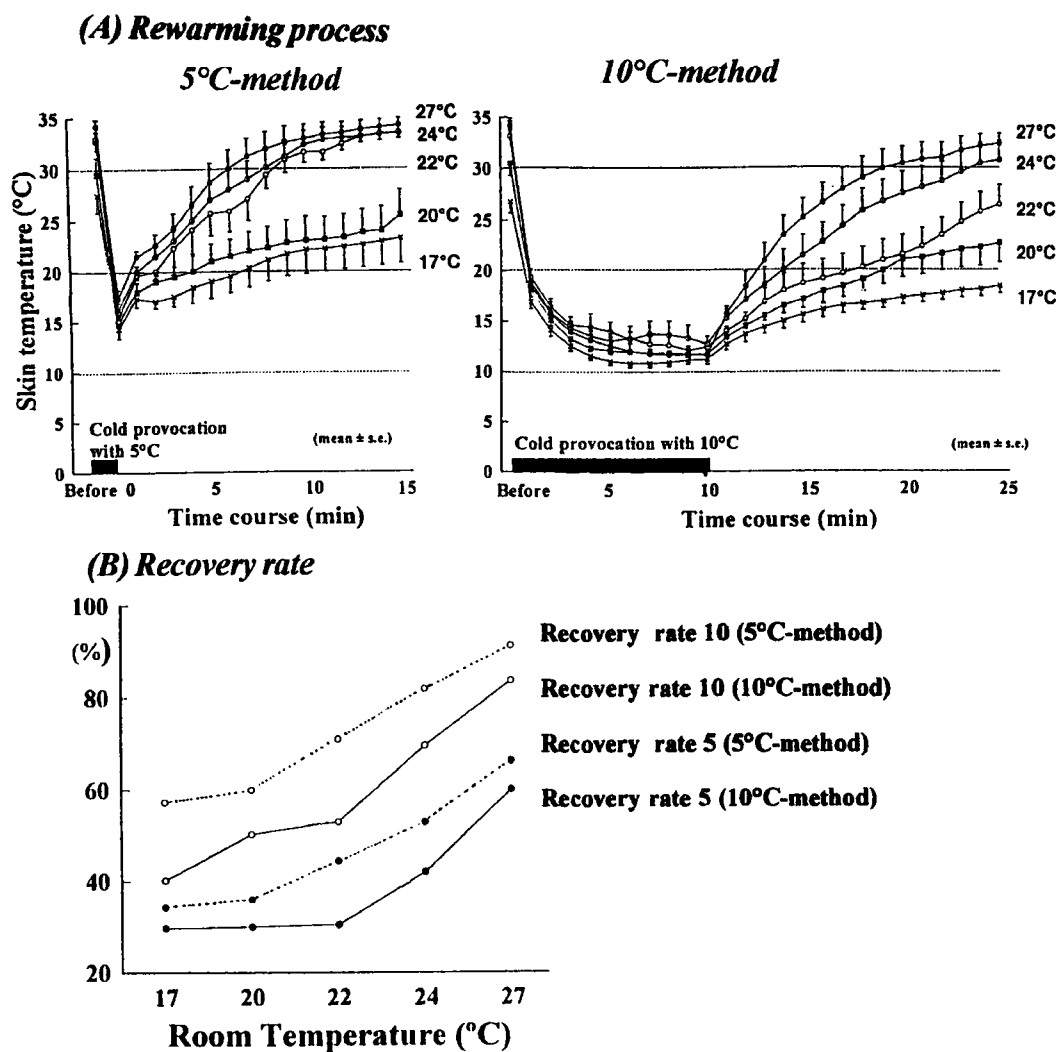 (A) Rewarming process
5°C-method
35
30
25
20
15
10
5
0
Skin temperature (°C)
27°C
24°C
22°C
20°C
17°C
Cold provocation
with 5°C
(mean ± s.e.)
Before 0 5 10 15
Time course (min)
10°C-method
35
30
25
20
15
10
5
0
27°C
24°C
22°C
20°C
17°C
Cold provocation with 10°C
(mean ± s.e.)
Before 5 10 15 20 25
Time course (min)
(B) Recovery rate
100
(%)
80
60
40
20
Recovery rate 10 (5°C-method)
Recovery rate 10 (10°C-method)
Recovery rate 5 (5°C-method)
Recovery rate 5 (10°C-method)
17 20 22 24 27
Room Temperature (°C)